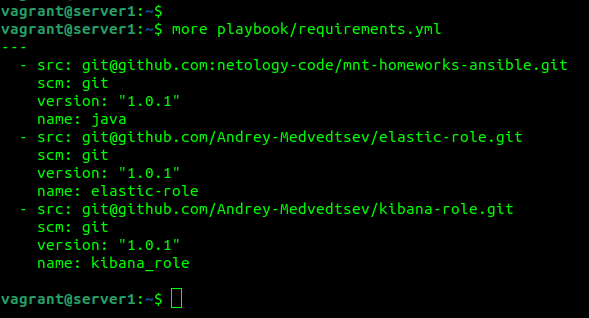 vagrant@server1:~$
vagrant@server1:~$ more playbook/requirements.yml
---
  - src: git@github.com:netology-code/mnt-homeworks-ansible.git
    scm: git
    version: "1.0.1"
    name: java
  - src: git@github.com/Andrey-Medvedtsev/elastic-role.git
    scm: git
    version: "1.0.1"
    name: elastic-role
  - src: git@github.com/Andrey-Medvedtsev/kibana-role.git
    scm: git
    version: "1.0.1"
    name: kibana_role

vagrant@server1:~$